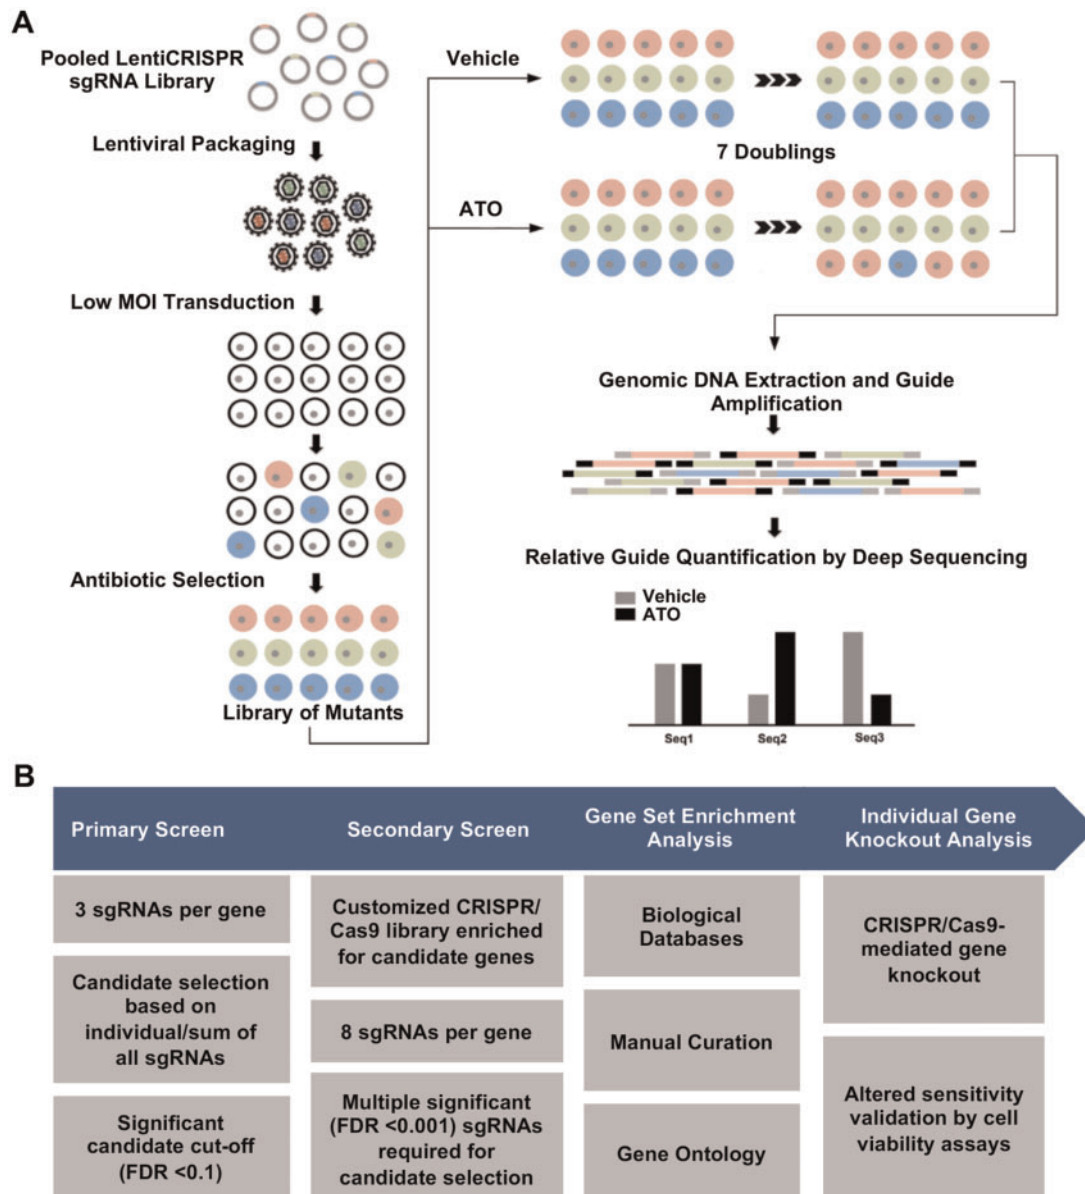 A
Pooled LentiCRISPR
sgRNA Library
Lentiviral Packaging
Low MOI Transduction
Antibiotic Selection
Library of Mutants
Vehicle
7 Doublings
ATO
Genomic DNA Extraction and Guide
Amplification
Relative Guide Quantification by Deep Sequencing
Vehicle
ATO
Seq1
Seq2
Seq3
B
Primary Screen
3 sgRNAs per gene
Candidate selection
based on
individual/sum of
all sgRNAs
Significant
candidate cut-off
(FDR <0.1)
Secondary Screen
Customized CRISPR/
Cas9 library enriched
for candidate genes
8 sgRNAs per gene
Multiple significant
(FDR <0.001) sgRNAs
required for
candidate selection
Gene Set Enrichment
Analysis
Biological
Databases
Manual Curation
Gene Ontology
Individual Gene
Knockout Analysis
CRISPR/Cas9-
mediated gene
knockout
Altered sensitivity
validation by cell
viability assays